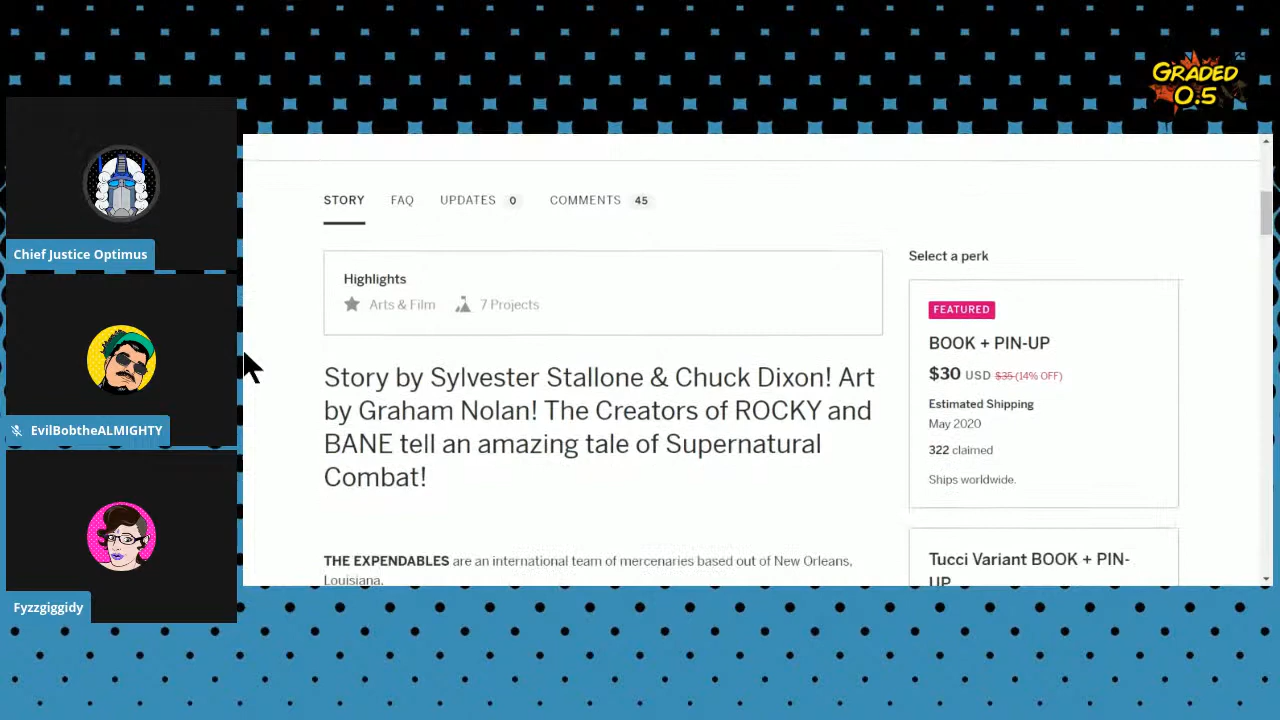 GRADED
0.5
Chief Justice Optimus
EvilBobtheALMIGHTY
Fyzzgiggidy
STORY FAQ UPDATES 0 COMMENTS 45
Highlights
Arts & Film 7 Projects
Story by Sylvester Stallone & Chuck Dixon! Art
by Graham Nolan! The Creators of ROCKY and
BANE tell an amazing tale of Supernatural
Combat!
THE EXPENDABLES are an international team of mercenaries based out of New Orleans,
Louisiana.
Select a perk
FEATURED
BOOK + PIN-UP
$30 USD $35 (14% OFF)
Estimated Shipping
May 2020
322 claimed
Ships worldwide.
Tucci Variant BOOK + PIN-
UP